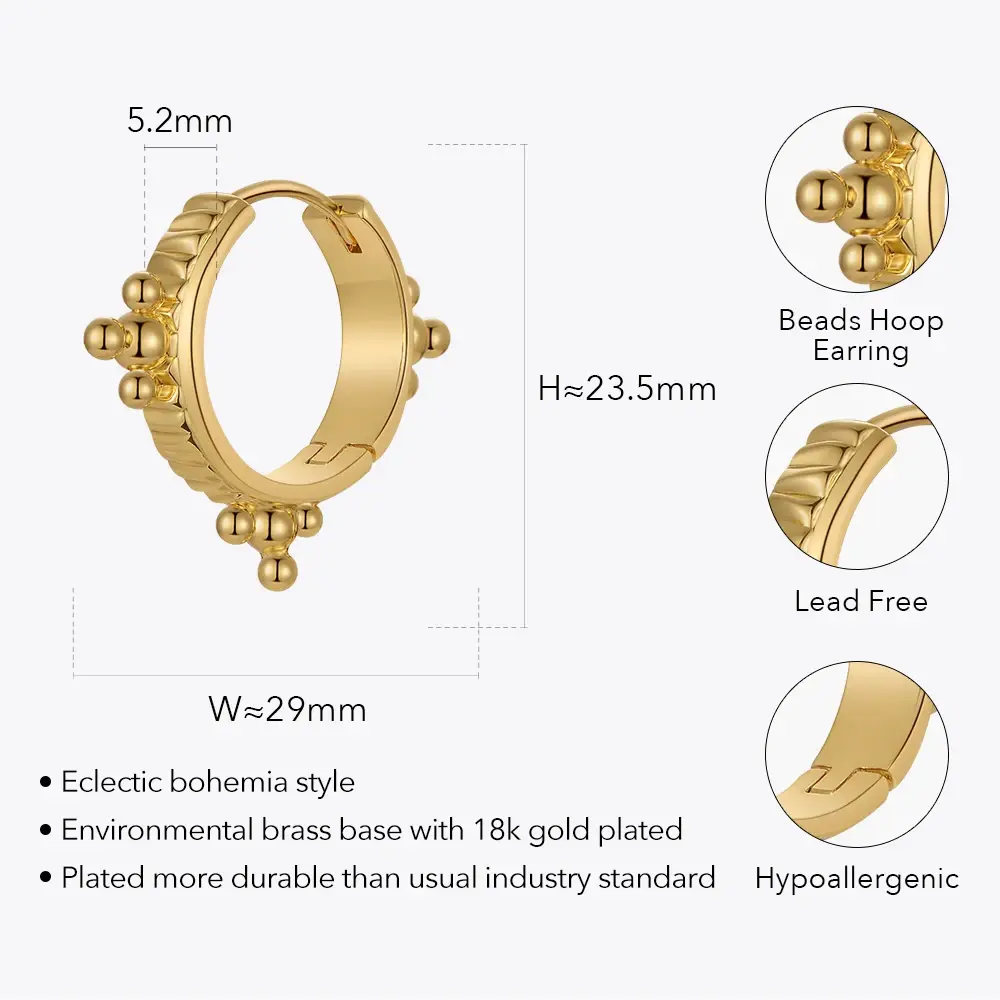 5.2mm
H≈23.5mm
W≈29mm
Beads Hoop
Earring
Lead Free
Hypoallergenic
• Eclectic bohemia style
• Environmental brass base with 18k gold plated
• Plated more durable than usual industry standard